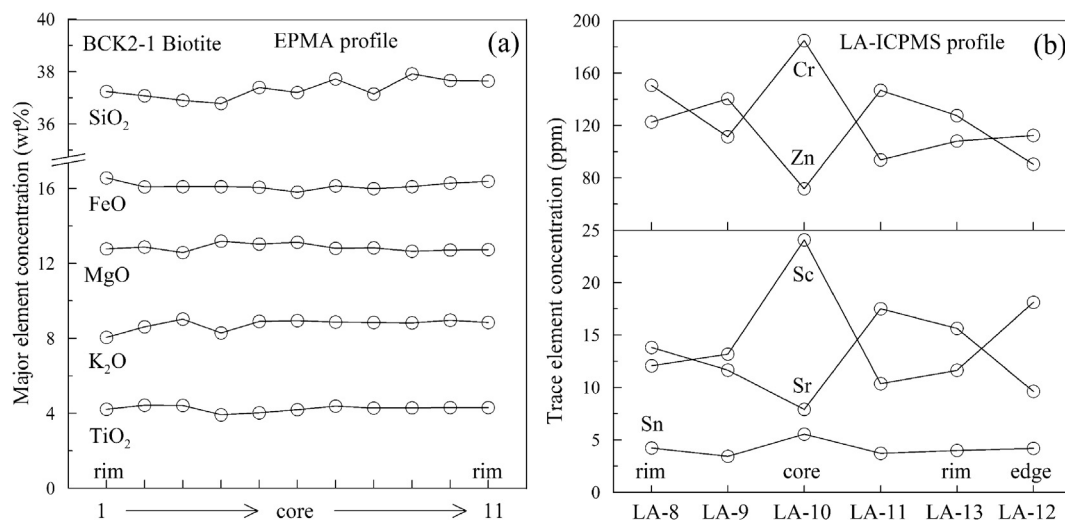 BCK2-1 Biotite
EPMA profile
(a)
Major element concentration (wt%)
40
38
36
16
12
8
4
0
SiO₂
FeO
MgO
K₂O
TiO₂
rim
rim
1
core
11
LA-ICPMS profile
(b)
Trace element concentration (ppm)
200
160
120
80
25
20
15
10
5
0
Cr
Zn
Sc
Sr
Sn
rim
core
rim
edge
LA-8
LA-9
LA-10
LA-11
LA-13
LA-12